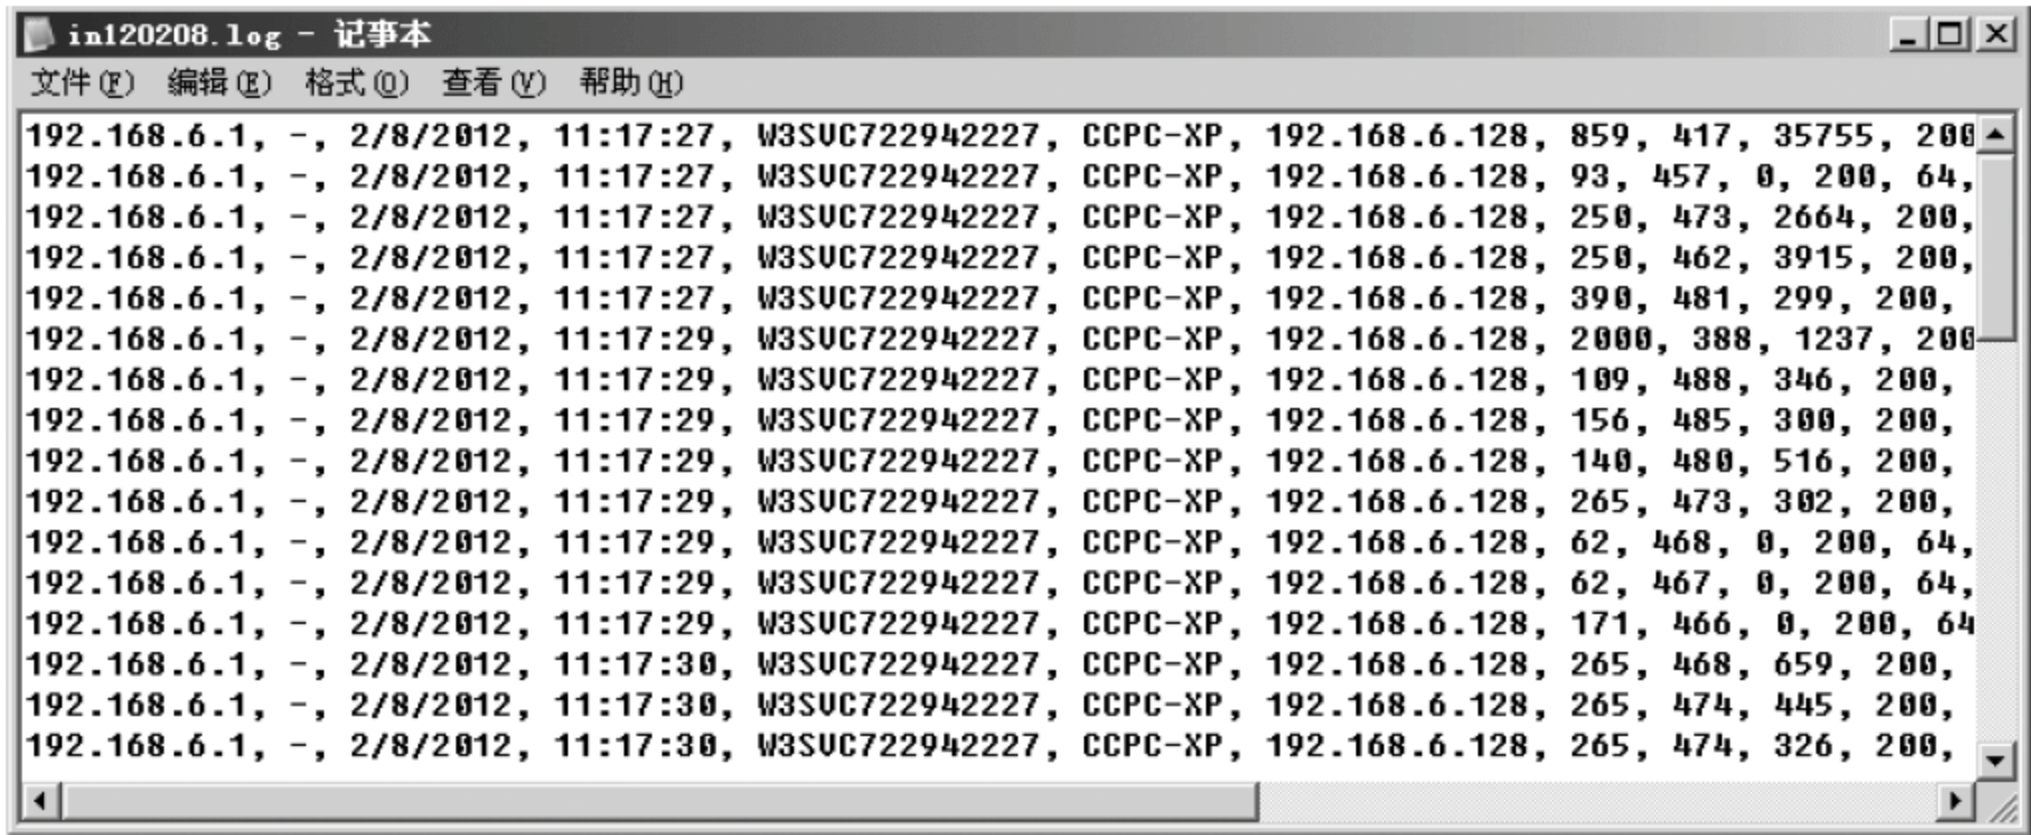 in120208.log - 记事本
文件(F) 编辑(E) 格式(O) 查看(V) 帮助(H)
192.168.6.1, -, 2/8/2012, 11:17:27, W3SVC722942227, CCPC-XP, 192.168.6.128, 859, 417, 35755, 200
192.168.6.1, -, 2/8/2012, 11:17:27, W3SVC722942227, CCPC-XP, 192.168.6.128, 93, 457, 0, 200, 64,
192.168.6.1, -, 2/8/2012, 11:17:27, W3SVC722942227, CCPC-XP, 192.168.6.128, 250, 473, 2664, 200,
192.168.6.1, -, 2/8/2012, 11:17:27, W3SVC722942227, CCPC-XP, 192.168.6.128, 250, 462, 3915, 200,
192.168.6.1, -, 2/8/2012, 11:17:27, W3SVC722942227, CCPC-XP, 192.168.6.128, 390, 481, 299, 200,
192.168.6.1, -, 2/8/2012, 11:17:29, W3SVC722942227, CCPC-XP, 192.168.6.128, 2000, 388, 1237, 200
192.168.6.1, -, 2/8/2012, 11:17:29, W3SVC722942227, CCPC-XP, 192.168.6.128, 109, 488, 346, 200,
192.168.6.1, -, 2/8/2012, 11:17:29, W3SVC722942227, CCPC-XP, 192.168.6.128, 156, 485, 300, 200,
192.168.6.1, -, 2/8/2012, 11:17:29, W3SVC722942227, CCPC-XP, 192.168.6.128, 140, 480, 516, 200,
192.168.6.1, -, 2/8/2012, 11:17:29, W3SVC722942227, CCPC-XP, 192.168.6.128, 265, 473, 302, 200,
192.168.6.1, -, 2/8/2012, 11:17:29, W3SVC722942227, CCPC-XP, 192.168.6.128, 62, 468, 0, 200, 64,
192.168.6.1, -, 2/8/2012, 11:17:29, W3SVC722942227, CCPC-XP, 192.168.6.128, 62, 467, 0, 200, 64,
192.168.6.1, -, 2/8/2012, 11:17:29, W3SVC722942227, CCPC-XP, 192.168.6.128, 171, 466, 0, 200, 64
192.168.6.1, -, 2/8/2012, 11:17:30, W3SVC722942227, CCPC-XP, 192.168.6.128, 265, 468, 659, 200,
192.168.6.1, -, 2/8/2012, 11:17:30, W3SVC722942227, CCPC-XP, 192.168.6.128, 265, 474, 445, 200,
192.168.6.1, -, 2/8/2012, 11:17:30, W3SVC722942227, CCPC-XP, 192.168.6.128, 265, 474, 326, 200,